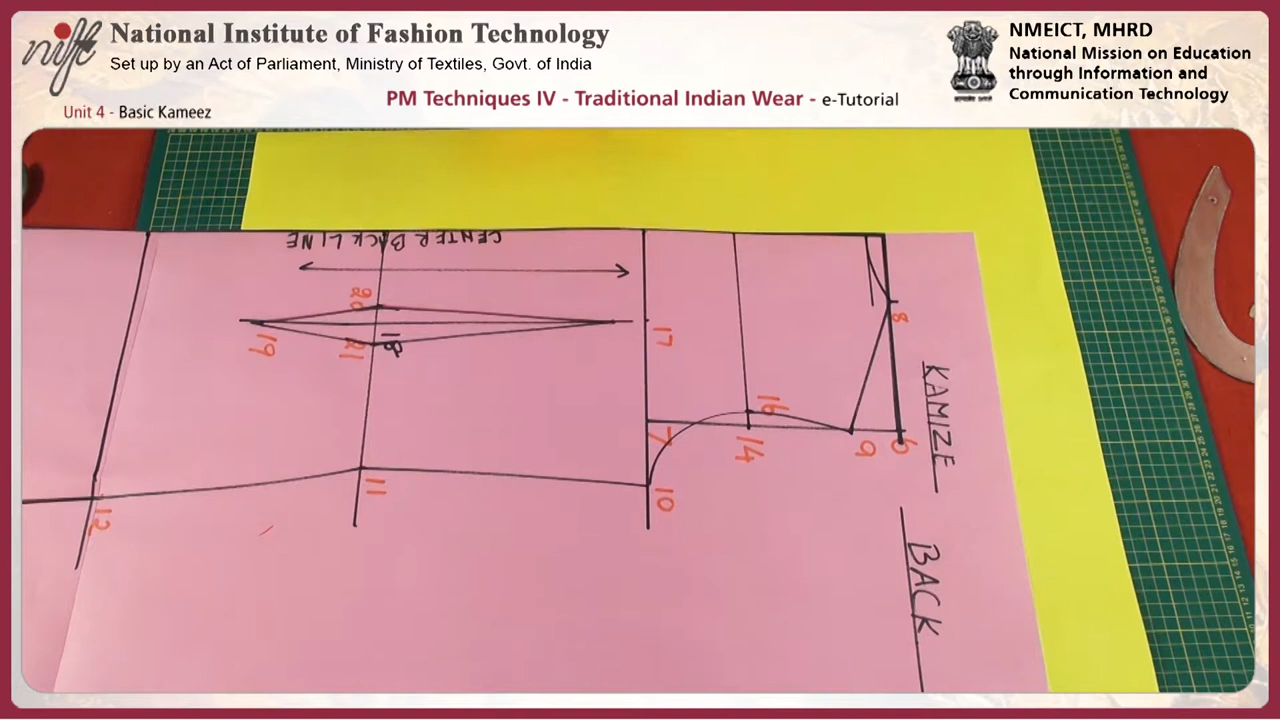 nift
National Institute of Fashion Technology
Set up by an Act of Parliament, Ministry of Textiles, Govt. of India
NMEICT, MHRD
National Mission on Education
through Information and
Communication Technology
PM Techniques IV - Traditional Indian Wear - e-Tutorial
Unit 4 - Basic Kameez
CENTER BACK LINE
20
18
21
19
17
8
16
7
14
9
6
11
10
12
KAMIZE
BACK